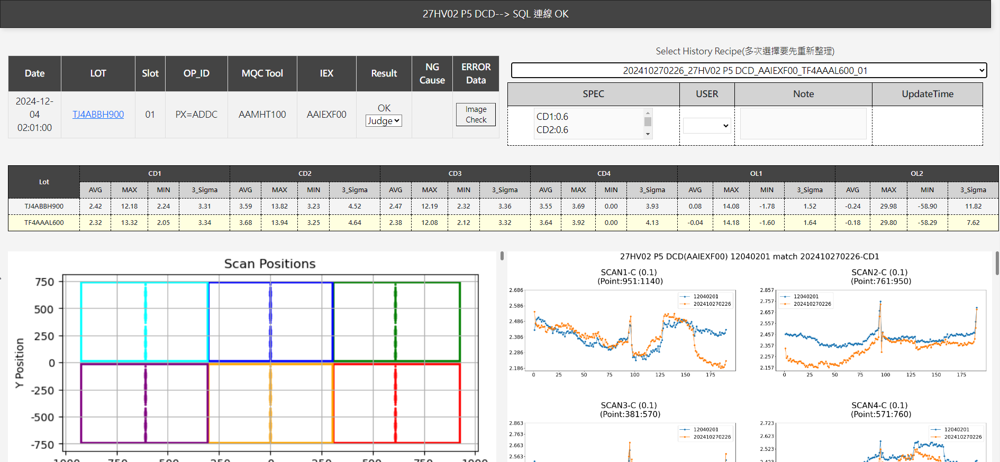 27HV02 P5 DCD--> SQL 連線 OK
Select History Recipe(多次選擇要先重新整理)
202410270226_27HV02 P5 DCD_AAIEXF00_TF4AAAL600_01
Date LOT Slot OP_ID MQC Tool IEX Result NG Cause ERROR Data
2024-12-04 02:01:00 TJ4ABBH900 01 PX=ADDC AAMHT100 AAIEXF00 OK Judge Image Check
SPEC USER Note UpdateTime
CD1:0.6
CD2:0.6
Lot CD1 CD2 CD3 CD4 OL1 OL2
AVG MAX MIN 3_Sigma AVG MAX MIN 3_Sigma AVG MAX MIN 3_Sigma AVG MAX MIN 3_Sigma AVG MAX MIN 3_Sigma AVG MAX MIN 3_Sigma
TJ4ABBH900 2.42 12.18 2.24 3.31 3.59 13.82 3.23 4.52 2.47 12.19 2.32 3.36 3.55 3.69 0.00 3.93 0.08 14.08 -1.78 1.52 -0.24 29.98 -58.90 11.82
TF4AAAL600 2.32 13.32 2.05 3.34 3.68 13.94 3.25 4.64 2.38 12.08 2.12 3.32 3.64 3.92 0.00 4.13 -0.04 14.18 -1.60 1.64 -0.18 29.80 -58.29 7.62
Scan Positions
Y Position
750
500
250
0
-250
-500
-750
1000 750 500 250 0 250 500 750 1000
27HV02 P5 DCD(AAIEXF00) 12040201 match 202410270226-CD1
SCAN1-C (0.1)
(Point:951:1140)
12040201
202410270226
2.686
2.586
2.486
2.386
2.286
2.186
0 25 50 75 100 125 150 175
SCAN2-C (0.1)
(Point:761:950)
12040201
202410270226
2.857
2.757
2.657
2.557
2.457
2.357
2.257
2.157
0 25 50 75 100 125 150 175
SCAN3-C (0.1)
(Point:381:570)
12040201
202410270226
2.863
2.763
2.663
2.563
SCAN4-C (0.1)
(Point:571:760)
12040201
202410270226
2.723
2.623
2.523
2.423